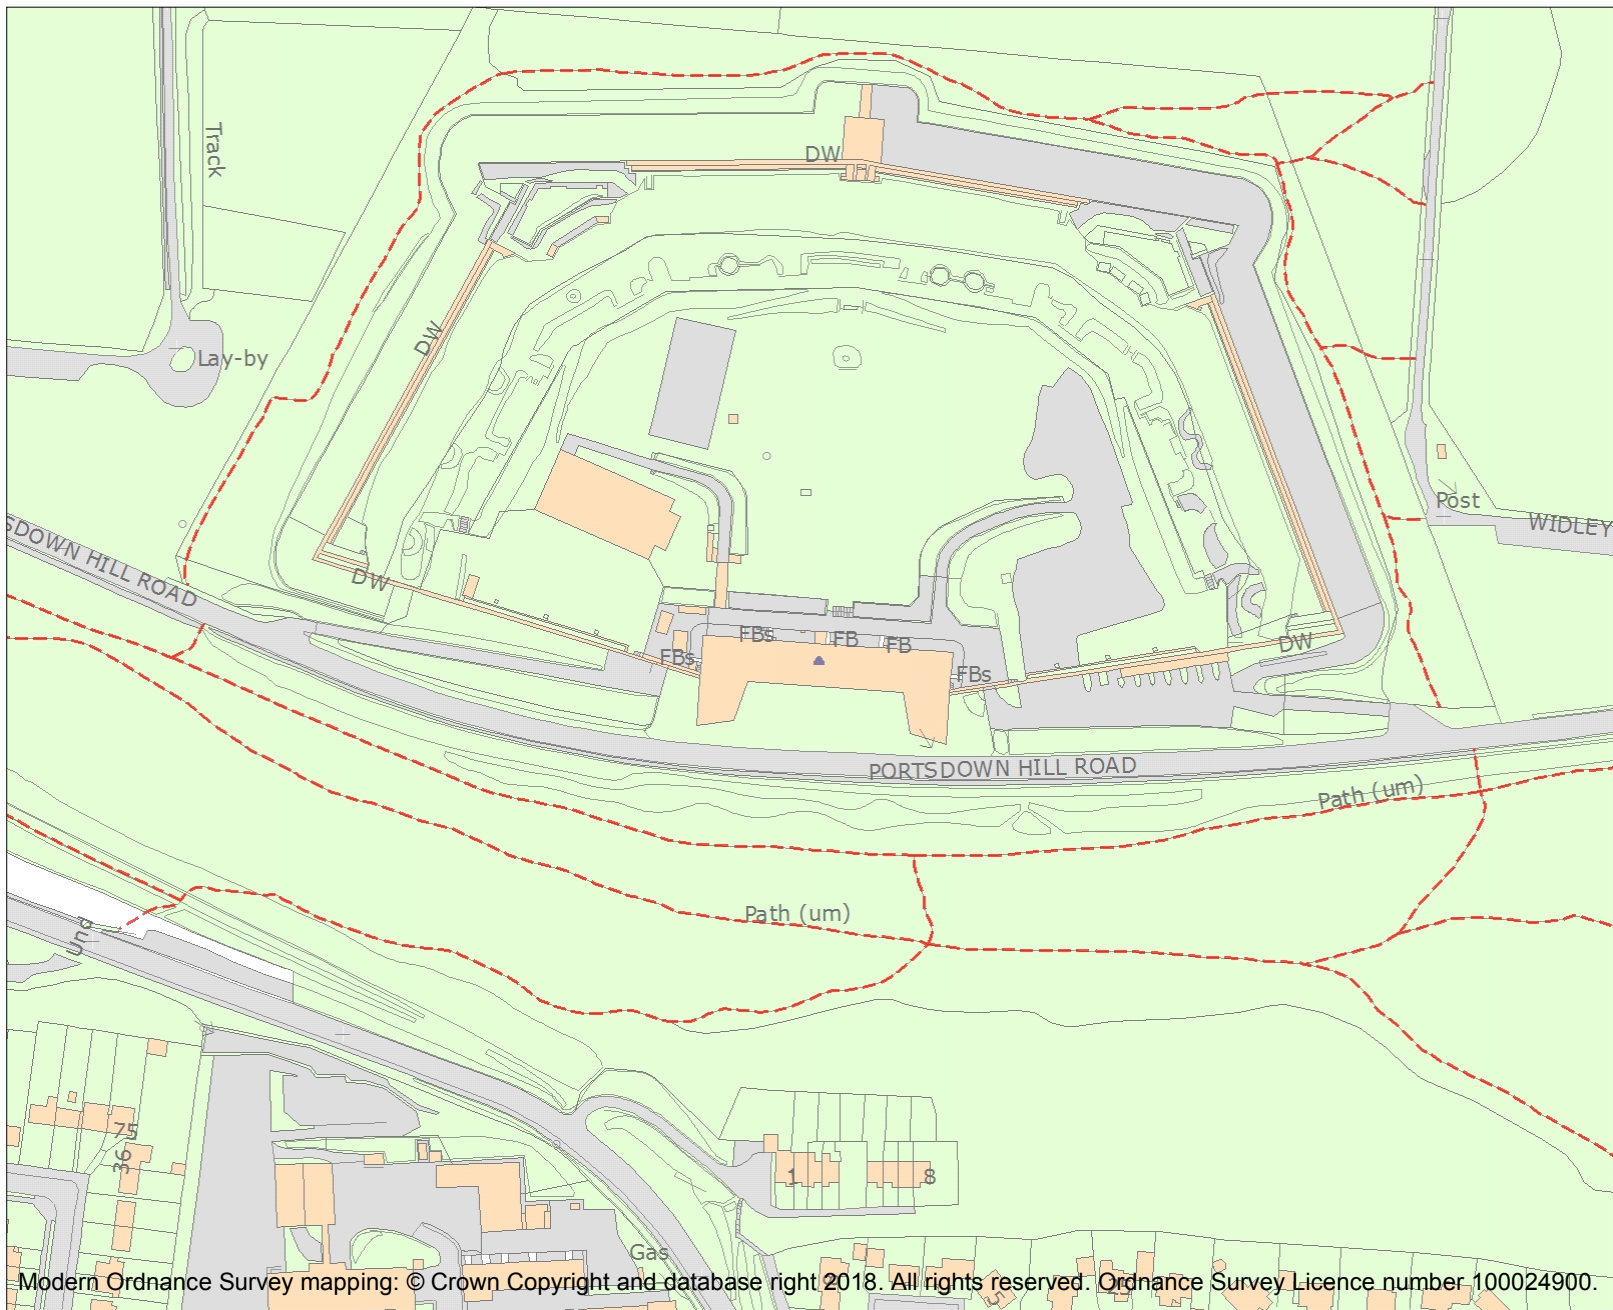 Track
DW
DW
Lay-by
Post
WIDLEY
SDOWN HILL ROAD
DW
FBs
FB
FB
DW
FBs
FBs
PORTSDOWN HILL ROAD
Path (um)
Path (um)
Und
75
36
1
8
Gas
Modern Ordnance Survey mapping: © Crown Copyright and database right 2018. All rights reserved. Ordnance Survey Licence number 100024900.